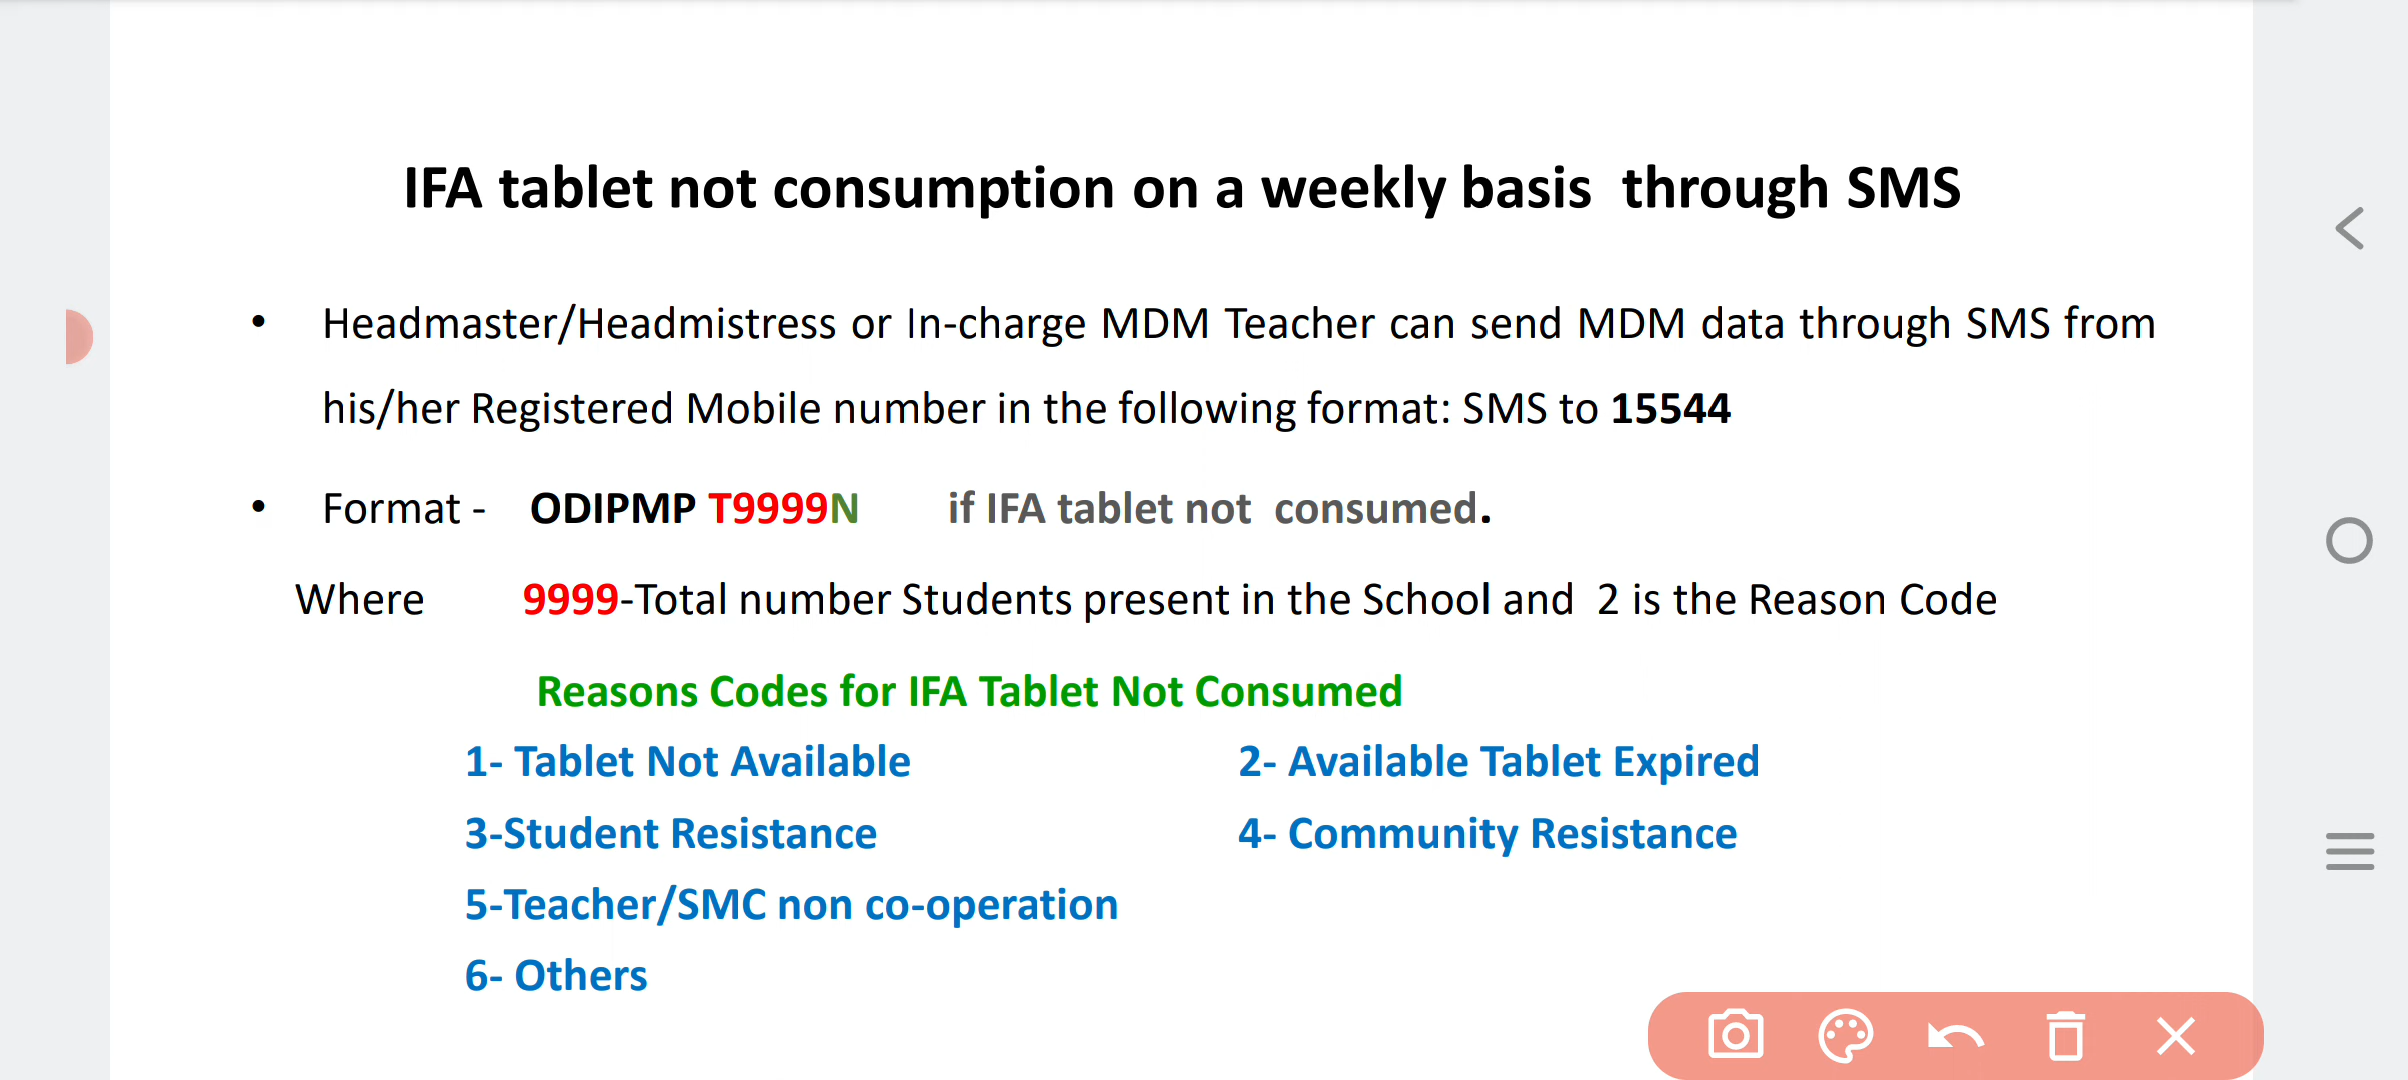 IFA tablet not consumption on a weekly basis through SMS
• Headmaster/Headmistress or In-charge MDM Teacher can send MDM data through SMS from
his/her Registered Mobile number in the following format: SMS to 15544
• Format - ODIPMP T9999N if IFA tablet not consumed.
Where 9999-Total number Students present in the School and 2 is the Reason Code
Reasons Codes for IFA Tablet Not Consumed
1- Tablet Not Available 2- Available Tablet Expired
3-Student Resistance 4- Community Resistance
5-Teacher/SMC non co-operation
6- Others